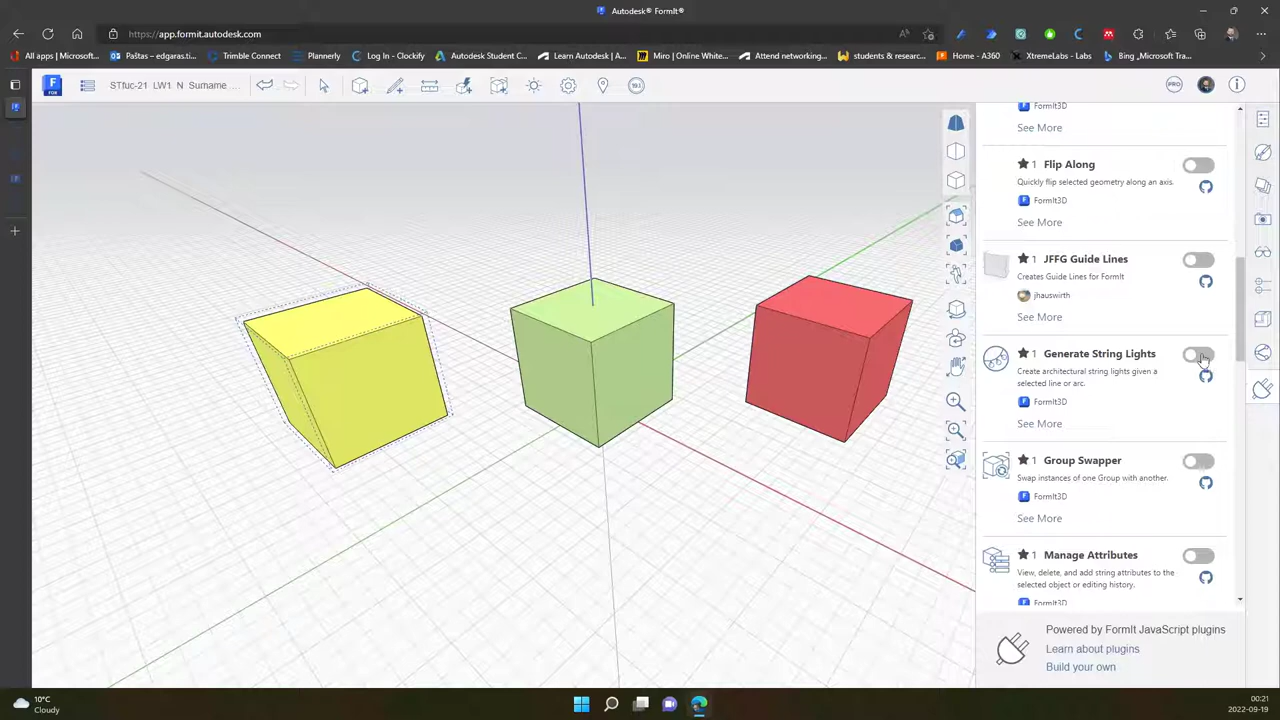 Autodesk® FormIt®
https://app.formit.autodesk.com
All apps | Microsoft...
Paštas – edgaras.ti...
Trimble Connect
Plannerly
Log In - Clockify
Autodesk Student C...
Learn Autodesk | A...
Miro | Online White...
Attend networking...
students & researc...
Home - A360
XtremeLabs - Labs
Bing „Microsoft Tra...
STfuc-21 LW1 N Surname ...
PRO
FormIt3D
See More
1 Flip Along
Quickly flip selected geometry along an axis.
FormIt3D
See More
1 JFFG Guide Lines
Creates Guide Lines for FormIt
jhauswirth
See More
1 Generate String Lights
Create architectural string lights given a
selected line or arc.
FormIt3D
See More
1 Group Swapper
Swap instances of one Group with another.
FormIt3D
See More
1 Manage Attributes
View, delete, and add string attributes to the
selected object or editing history.
FormIt3D
Powered by FormIt JavaScript plugins
Learn about plugins
Build your own
10°C
Cloudy
00:21
2022-09-19